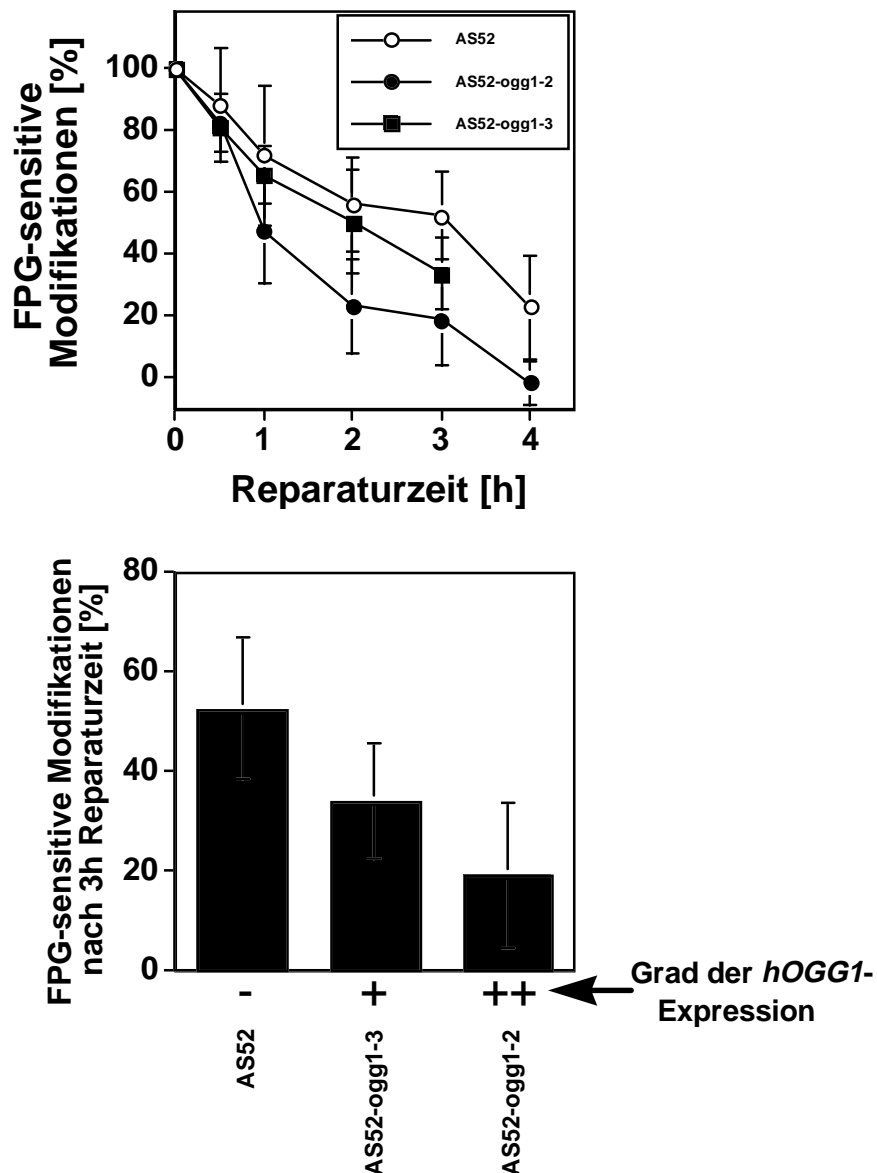 FPG-sensitive
Modifikationen [%]
100
80
60
40
20
0
AS52
AS52-ogg1-2
AS52-ogg1-3
0 1 2 3 4
Reparaturzeit [h]
FPG-sensitive Modifikationen
nach 3h Reparaturzeit [%]
80
60
40
20
0
- + ++
Grad der hOGG1-
Expression
AS52
AS52-ogg1-3
AS52-ogg1-2